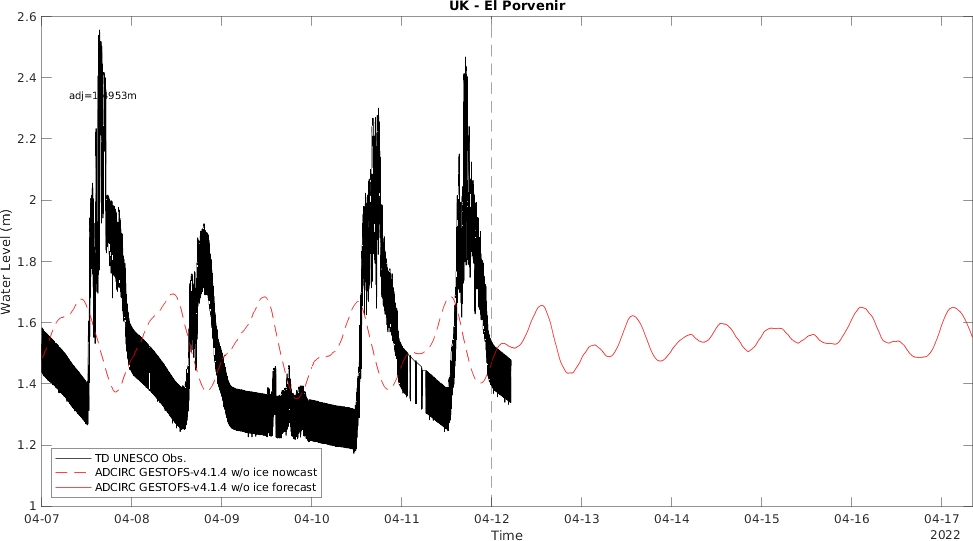 UK - El Porvenir
2.6
2.4
adj=1.4953m
2.2
2
1.8
1.6
1.4
1.2
1
Water Level (m)
TD UNESCO Obs.
ADCIRC GESTOFS-v4.1.4 w/o ice nowcast
ADCIRC GESTOFS-v4.1.4 w/o ice forecast
04-07 04-08 04-09 04-10 04-11 04-12 04-13 04-14 04-15 04-16 04-17
Time
2022